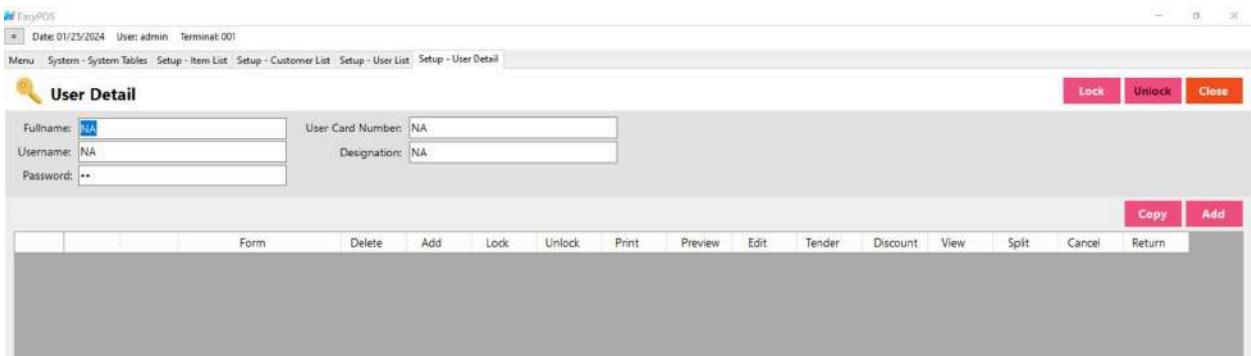 EasyPOS
Date: 01/25/2024 User: admin Terminal: 001
Menu System - System Tables Setup - Item List Setup - Customer List Setup - User List Setup - User Detail
User Detail Lock Unlock Close
Fullname: NA User Card Number: NA
Username: NA Designation: NA
Password: ••
Copy Add
Form Delete Add Lock Unlock Print Preview Edit Tender Discount View Split Cancel Return